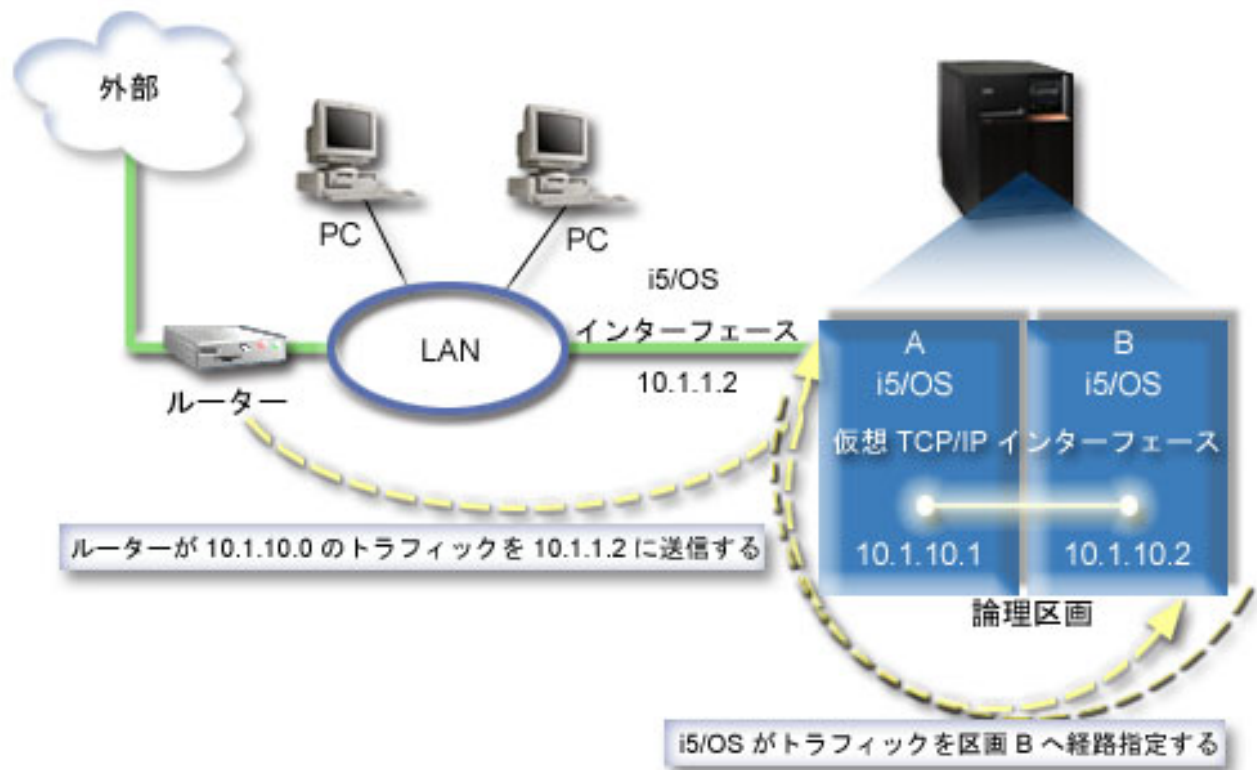 外部
PC
PC
i5/OS
インターフェース
10.1.1.2
LAN
ルーター
A
i5/OS
B
i5/OS
仮想 TCP/IP インターフェース
10.1.10.1
10.1.10.2
論理区画
ルーターが 10.1.10.0 のトラフィックを 10.1.1.2 に送信する
i5/OS がトラフィックを区画 B へ経路指定する